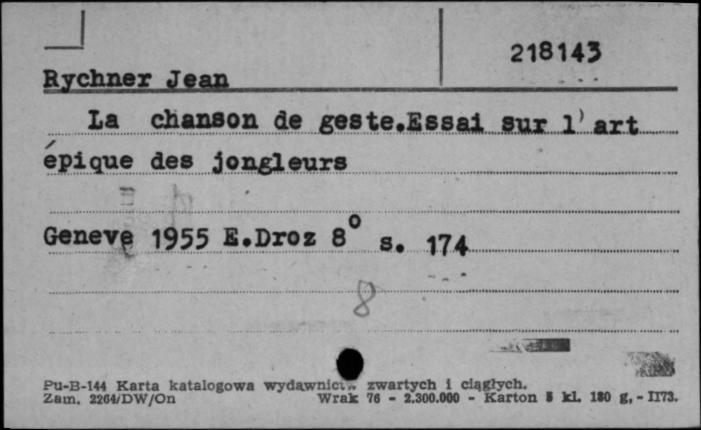 218143
Rychner Jean
La chanson de geste.Essai sur l'art
épique des jongleurs
Geneve 1955 E.Droz 8° s. 174
8
Pu-B-144 Karta katalogowa wydawnictw zwartych i ciągłych.
Zam. 2264/DW/On Wrak 76 - 2.300.000 - Karton kl. 180 g, - II73.